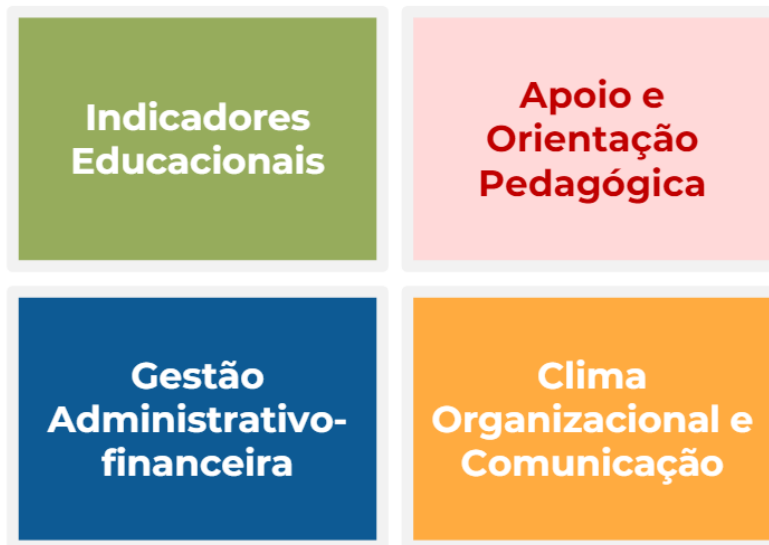 Indicadores
Educacionais
Apoio e
Orientação
Pedagógica
Gestão
Administrativo-
financeira
Clima
Organizacional e
Comunicação